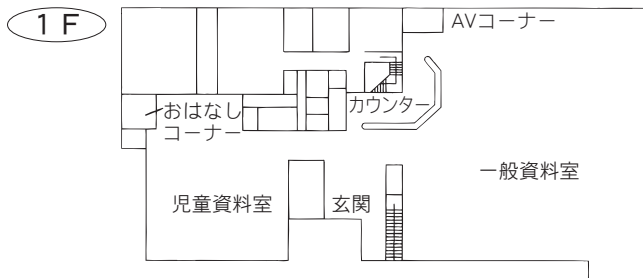 1F
AVコーナー
おはなし
コーナー
カウンター
一般資料室
児童資料室
玄関